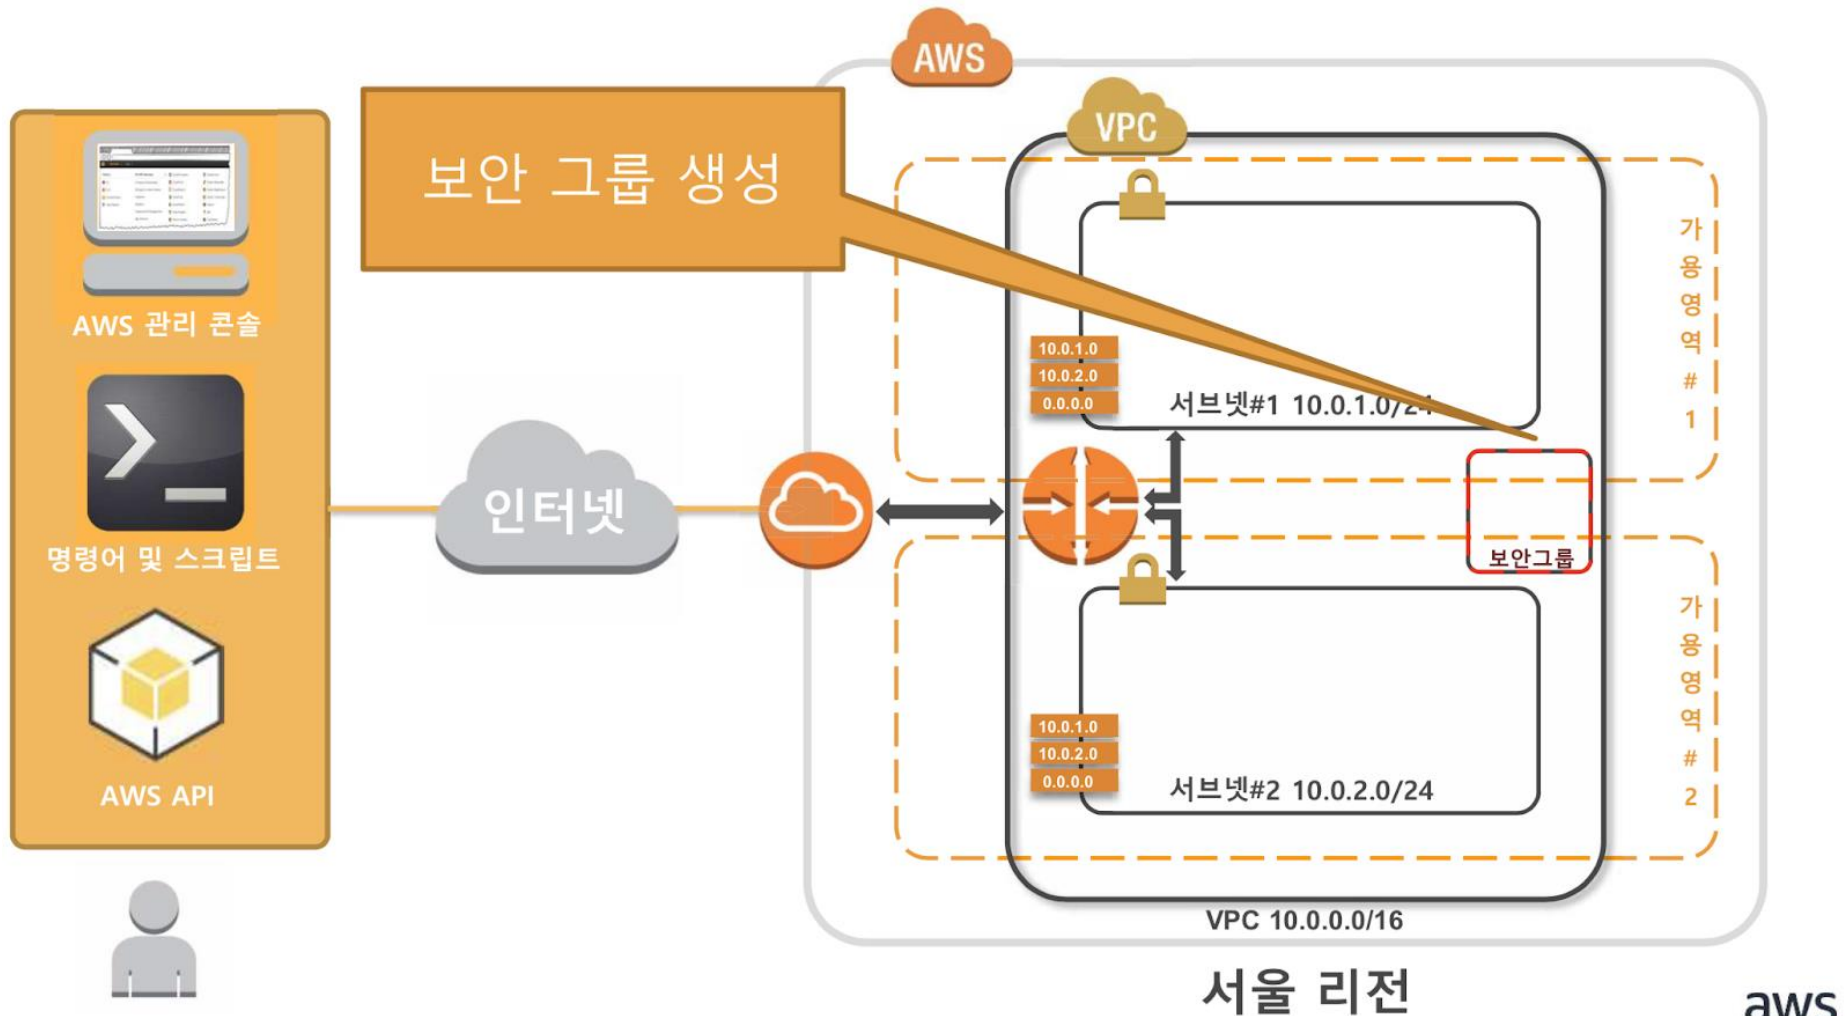 AWS
VPC
보안 그룹 생성
AWS 관리 콘솔
명령어 및 스크립트
AWS API
인터넷
10.0.1.0
10.0.2.0
0.0.0.0
서브넷#1 10.0.1.0/24
가용영역#1
보안그룹
10.0.1.0
10.0.2.0
0.0.0.0
서브넷#2 10.0.2.0/24
가용영역#2
VPC 10.0.0.0/16
서울 리전
aws